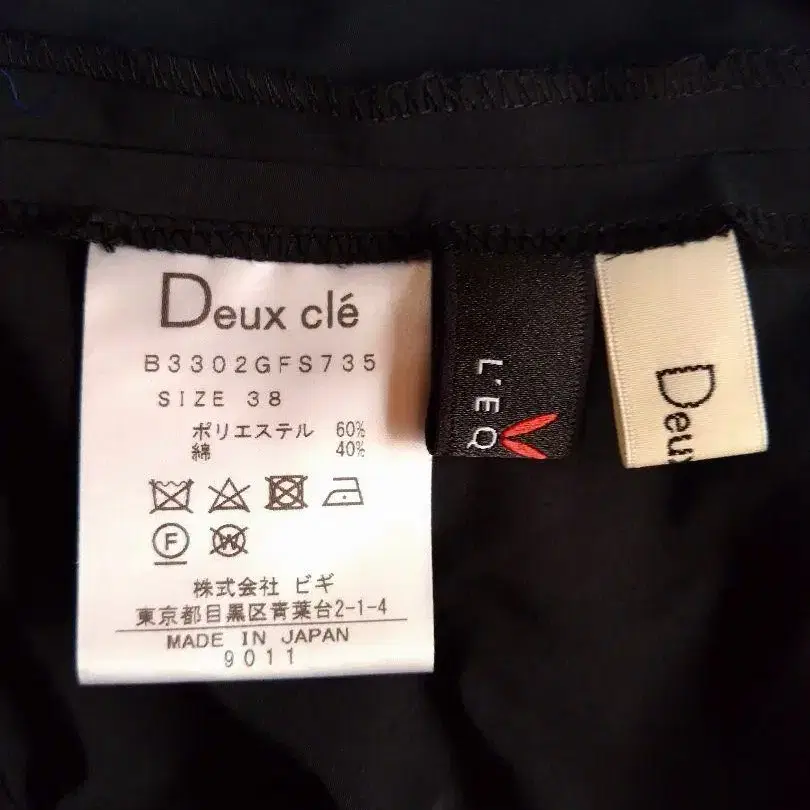 Deux clé
B3302GFS735
SIZE 38
ポリエステル 60%
綿 40%
F
W
株式会社 ビギ
東京都目黒区青葉台2-1-4
MADE IN JAPAN
9011
L'EQ
Deux